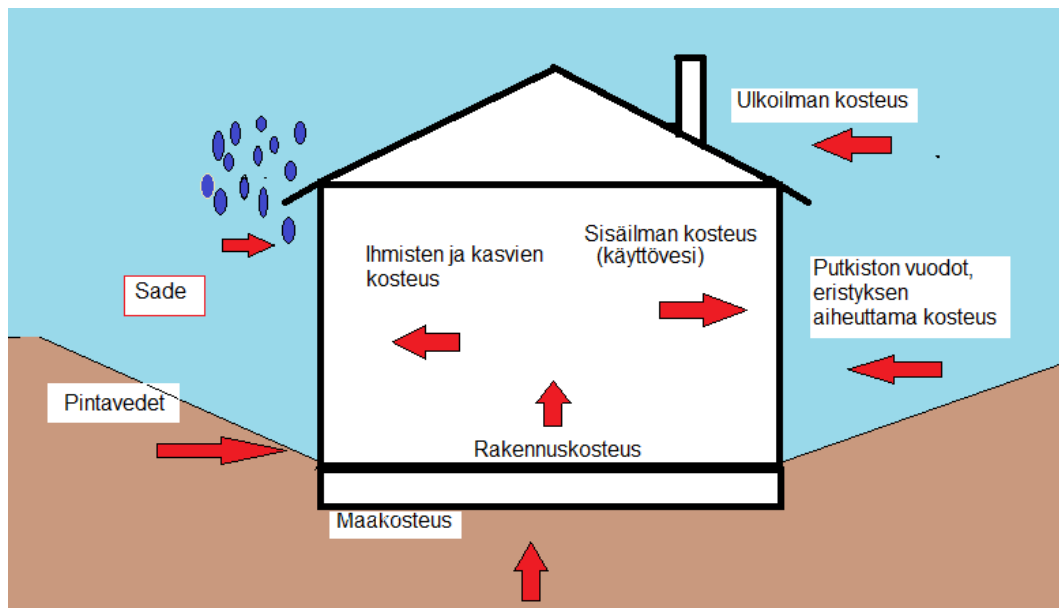 Ulkoilman kosteus
Ihmisten ja kasvien
kosteus
Sisäilman kosteus
(käyttövesi)
Sade
Putkiston vuodot,
eristyksen
aiheuttama kosteus
Pintavedet
Rakennuskosteus
Maakosteus